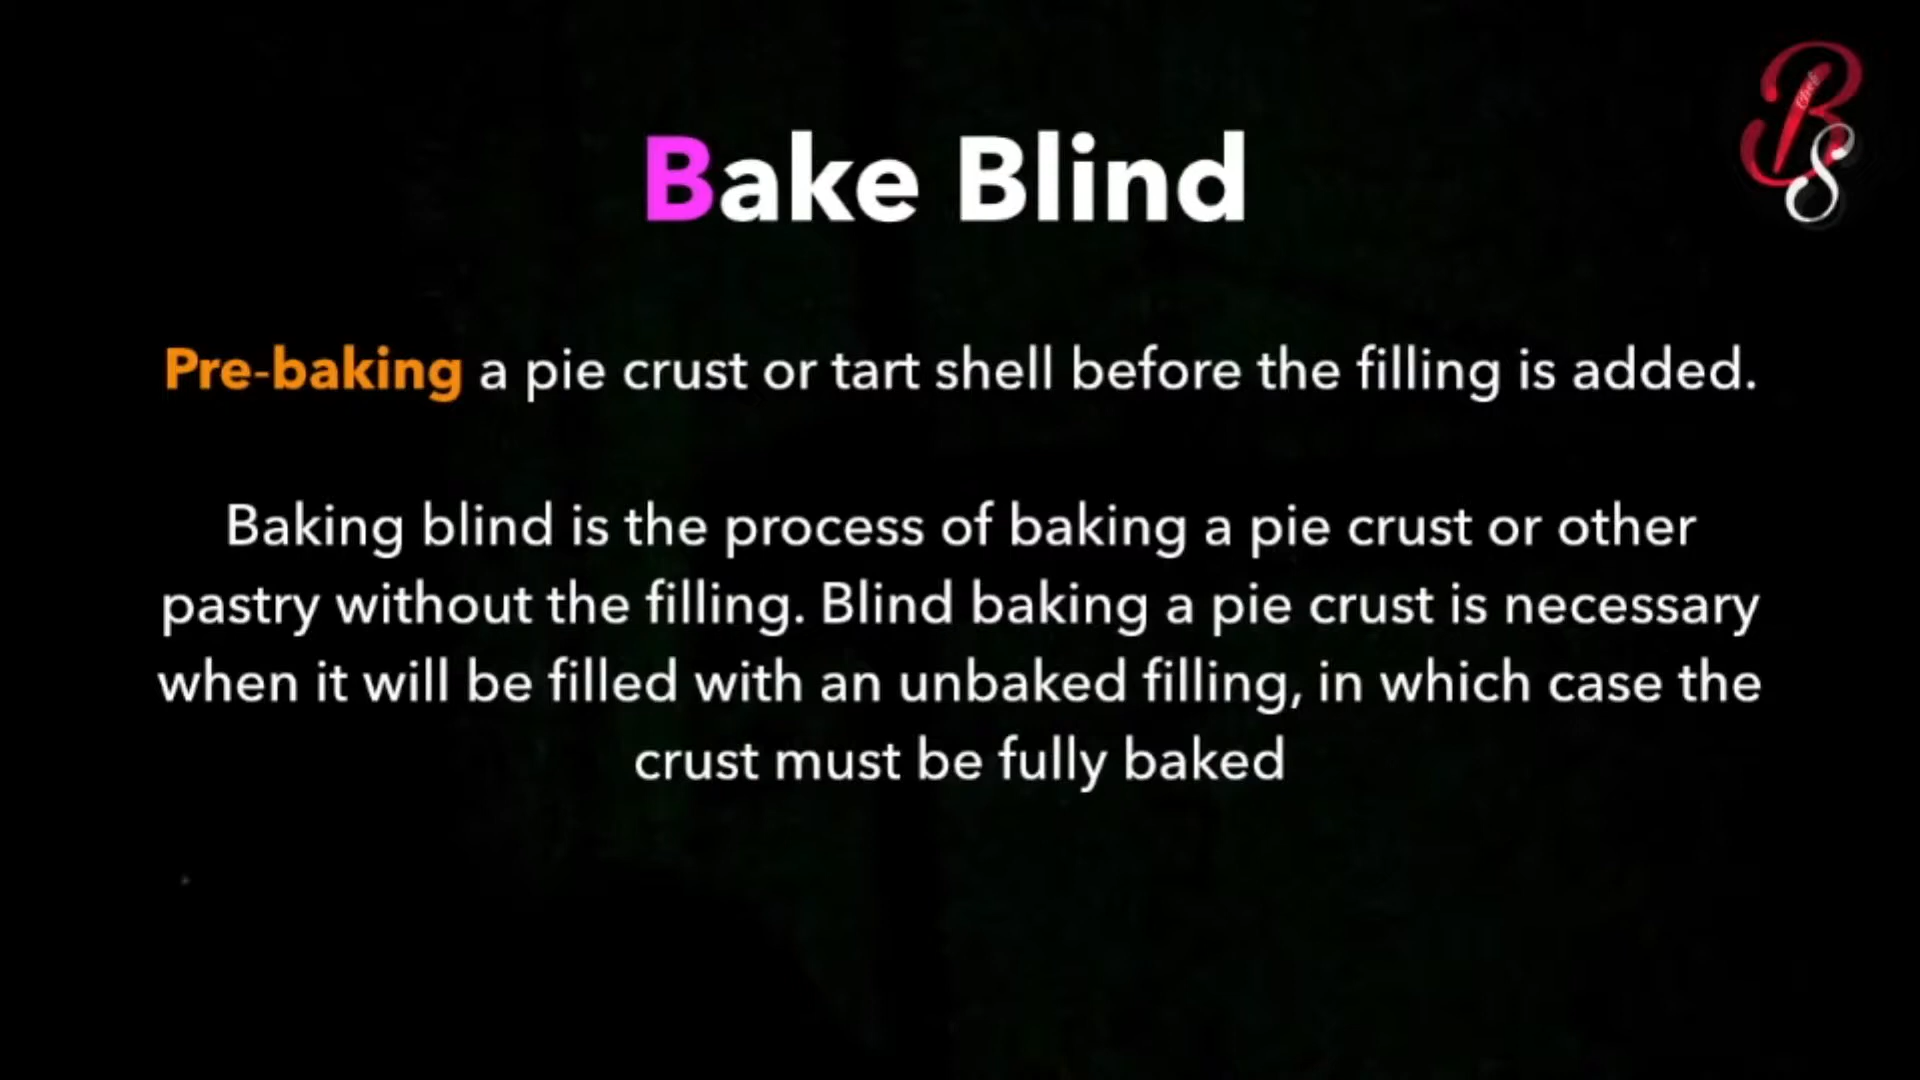 Bake Blind
Chef
BS
Pre-baking a pie crust or tart shell before the filling is added.
Baking blind is the process of baking a pie crust or other
pastry without the filling. Blind baking a pie crust is necessary
when it will be filled with an unbaked filling, in which case the
crust must be fully baked